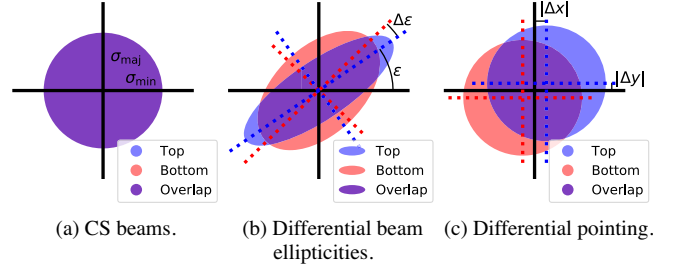 σmaj
σmin
Top
Bottom
Overlap
(a) CS beams.
Δε
ε
Top
Bottom
Overlap
(b) Differential beam
ellipticities.
|Δx|
|Δy|
Top
Bottom
Overlap
(c) Differential pointing.